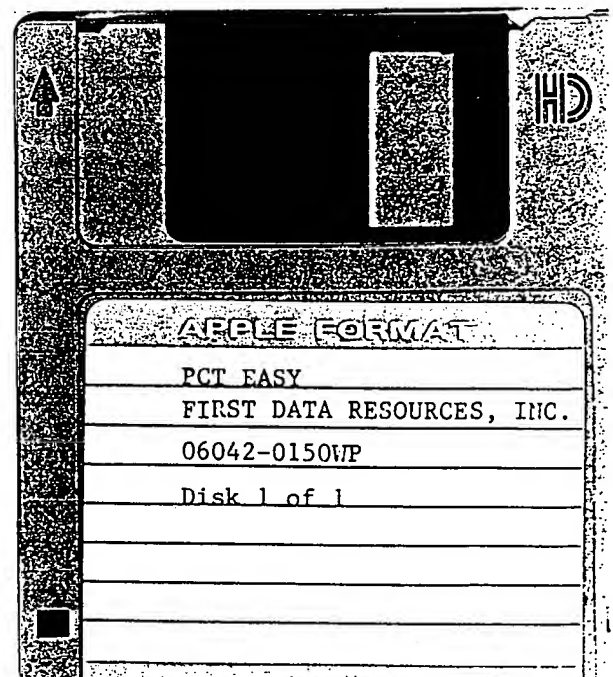 HD
APPLE FORMAT
PCT EASY
FIRST DATA RESOURCES, INC.
06042-0150WP
Disk 1 of 1